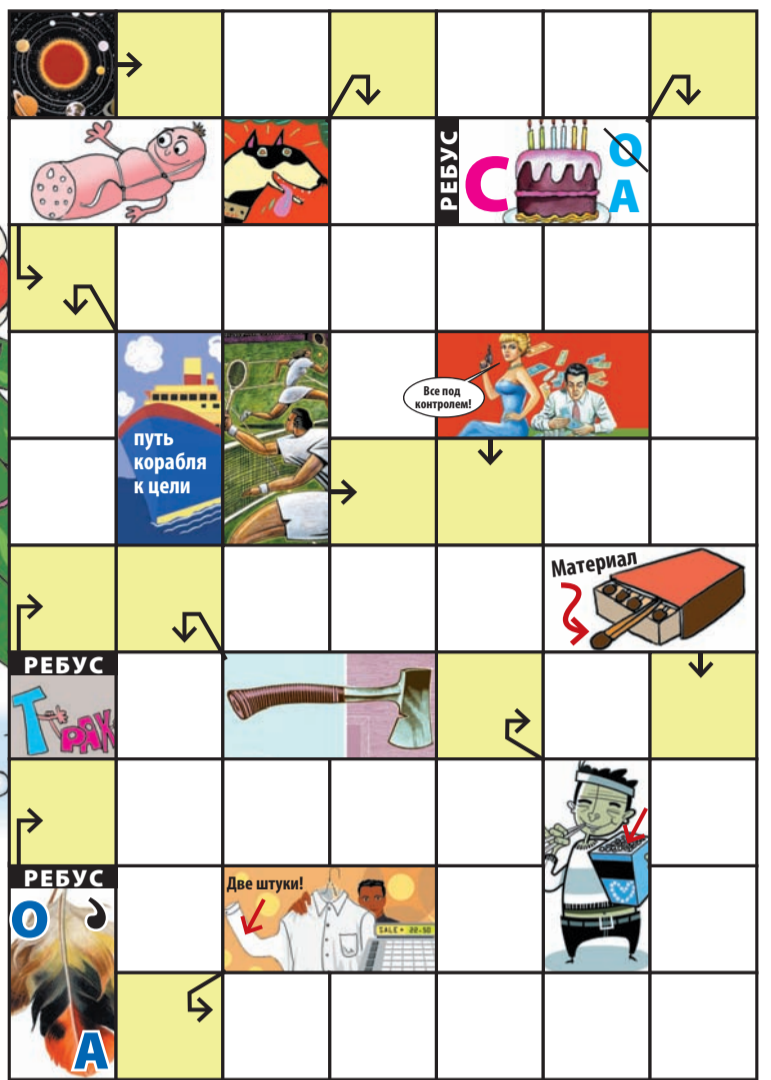 РЕБУС
С
О
А
Все под
контролем!
путь
корабля
к цели
Материал
РЕБУС
Т РАК
РЕБУС
О ,
А
Две штуки!
SALE • 22.50